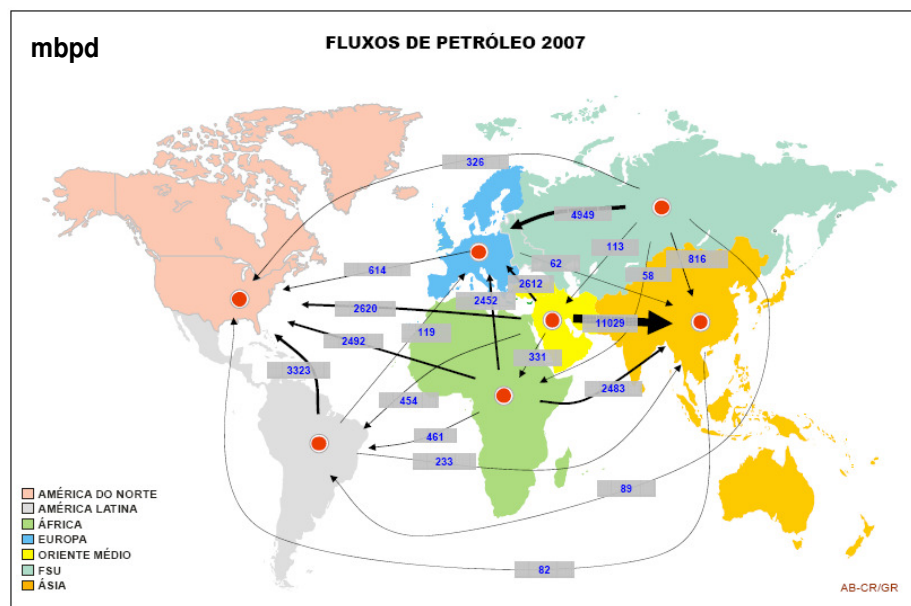 mbpd
FLUXOS DE PETRÓLEO 2007
326
4949
113
816
62
58
614
2612
2452
2620
11029
119
2492
331
3323
2483
454
461
233
89
82
AMÉRICA DO NORTE
AMÉRICA LATINA
ÁFRICA
EUROPA
ORIENTE MÉDIO
FSU
ÁSIA
AB-CR/GR